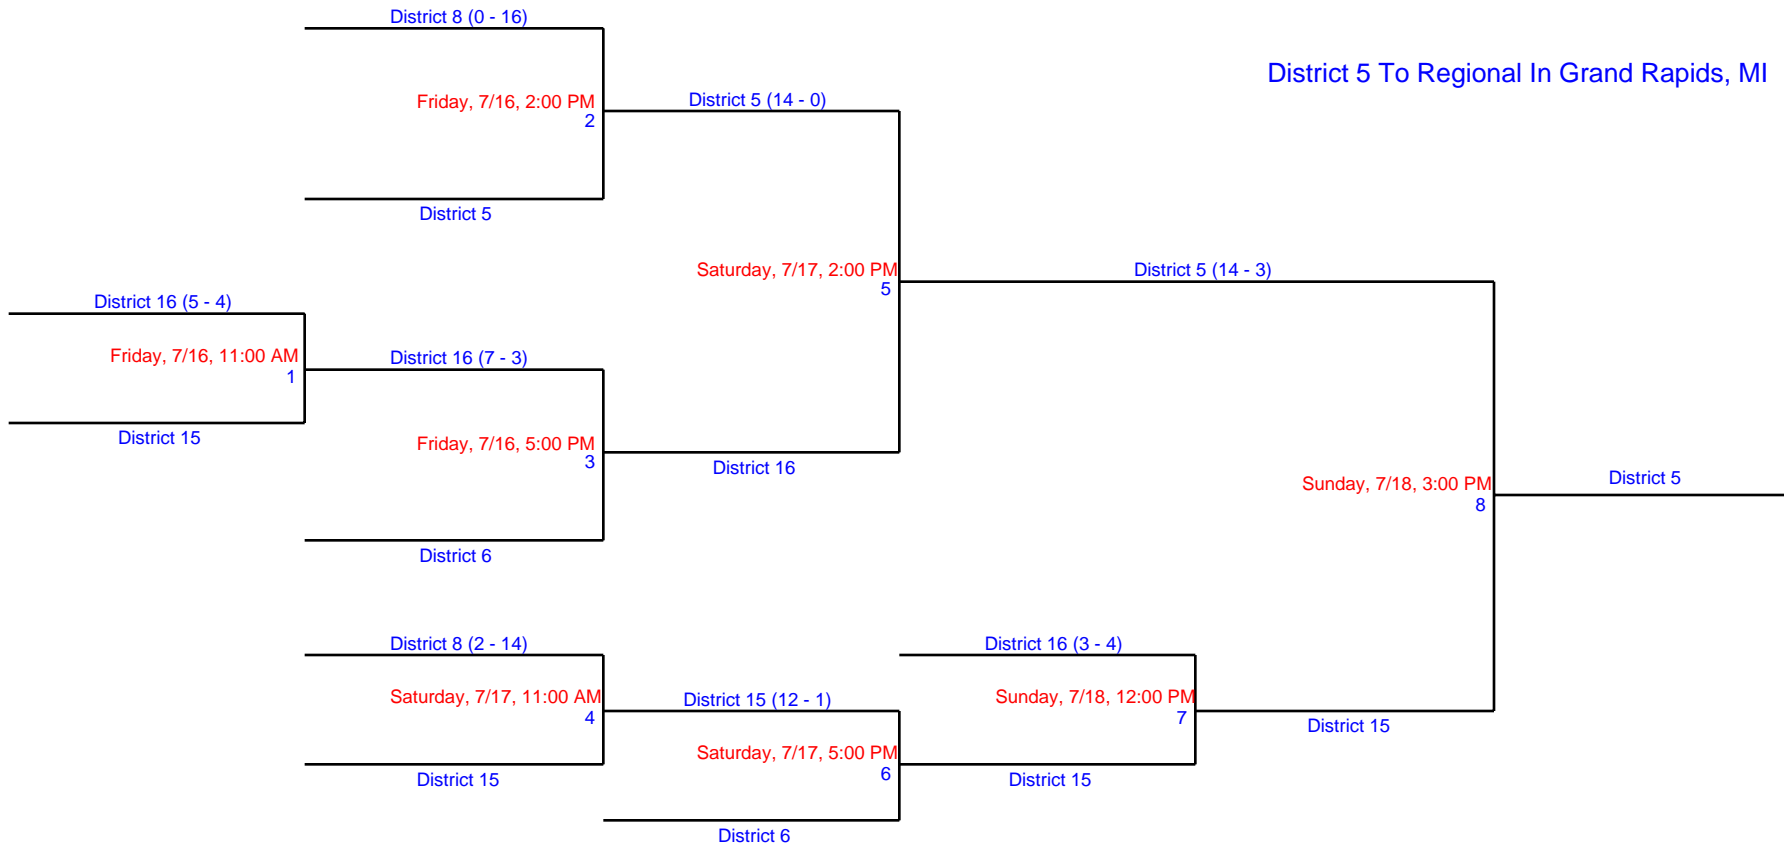 District 8 (0 - 16)
District 5 To Regional In Grand Rapids, MI
Friday, 7/16, 2:00 PM
2
District 5 (14 - 0)
District 5
Saturday, 7/17, 2:00 PM
5
District 5 (14 - 3)
District 16 (5 - 4)
Friday, 7/16, 11:00 AM
1
District 16 (7 - 3)
District 15
Friday, 7/16, 5:00 PM
3
District 16
District 6
Sunday, 7/18, 3:00 PM
8
District 5
District 8 (2 - 14)
Saturday, 7/17, 11:00 AM
4
District 15 (12 - 1)
District 15
Saturday, 7/17, 5:00 PM
6
District 6
District 16 (3 - 4)
Sunday, 7/18, 12:00 PM
7
District 15
District 15